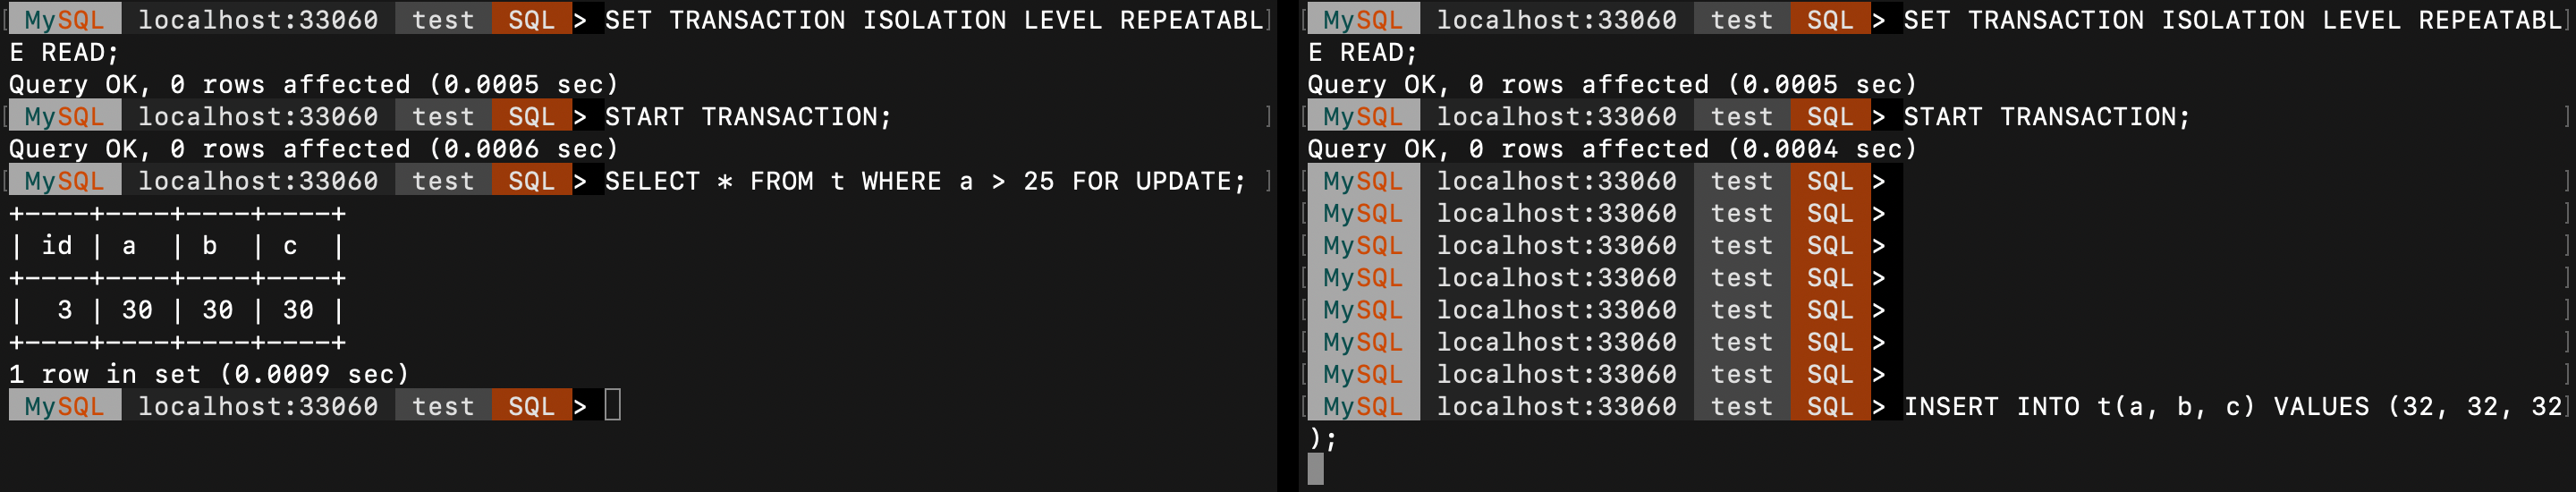 MySQL localhost:33060 test SQL > SET TRANSACTION ISOLATION LEVEL REPEATABL
E READ;
Query OK, 0 rows affected (0.0005 sec)
MySQL localhost:33060 test SQL > START TRANSACTION;
Query OK, 0 rows affected (0.0006 sec)
MySQL localhost:33060 test SQL > SELECT * FROM t WHERE a > 25 FOR UPDATE;
+----+----+----+----+
| id | a  | b  | c  |
+----+----+----+----+
|  3 | 30 | 30 | 30 |
+----+----+----+----+
1 row in set (0.0009 sec)
MySQL localhost:33060 test SQL >
MySQL localhost:33060 test SQL > SET TRANSACTION ISOLATION LEVEL REPEATABL
E READ;
Query OK, 0 rows affected (0.0005 sec)
MySQL localhost:33060 test SQL > START TRANSACTION;
Query OK, 0 rows affected (0.0004 sec)
MySQL localhost:33060 test SQL >
MySQL localhost:33060 test SQL >
MySQL localhost:33060 test SQL >
MySQL localhost:33060 test SQL >
MySQL localhost:33060 test SQL >
MySQL localhost:33060 test SQL >
MySQL localhost:33060 test SQL >
MySQL localhost:33060 test SQL > INSERT INTO t(a, b, c) VALUES (32, 32, 32
);